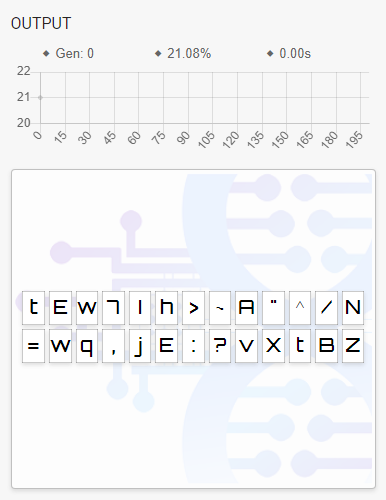 OUTPUT
Gen: 0 21.08% 0.00s
22
21
20
0 15 30 45 60 75 90 105 120 135 150 165 180 195
t E w 7 I h > ~ A " ^ / N
= w q , j E : ? v X t B Z